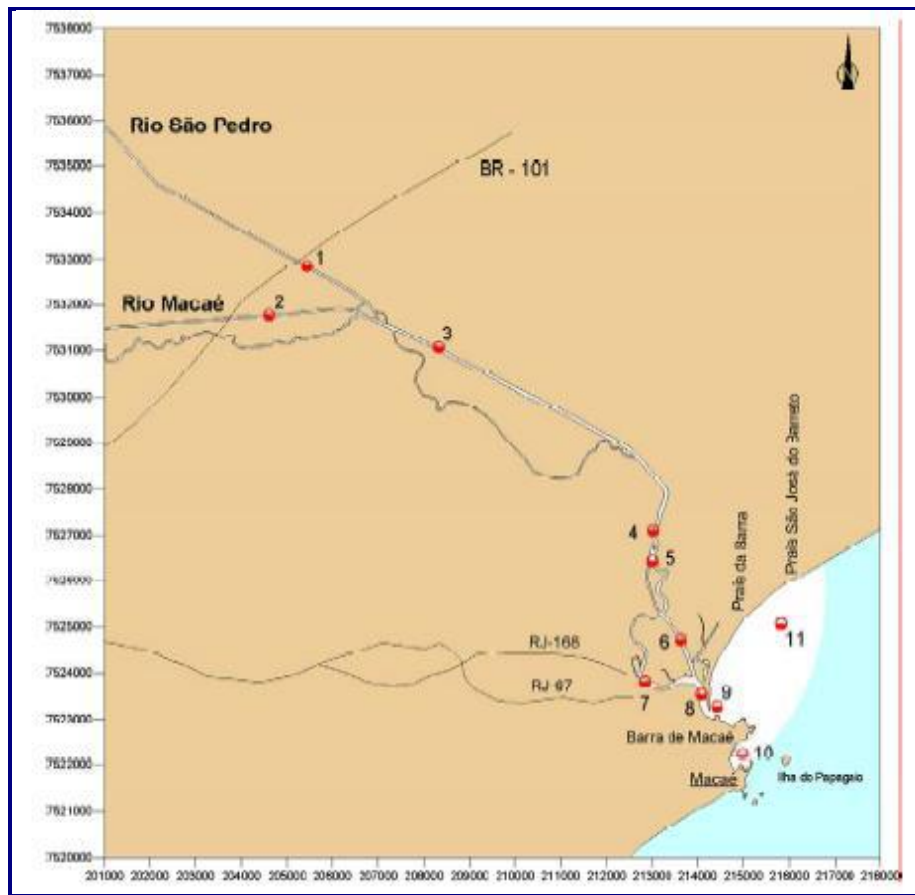 7538000
7537000
7536000
7535000
7534000
7533000
7532000
7531000
7530000
7529000
7528000
7527000
7526000
7525000
7524000
7523000
7522000
7521000
7520000
N
Rio São Pedro
BR - 101
1
Rio Macaé
2
3
Praia São José do Barreto
Praia da Barra
4
5
6
11
RJ-168
RJ-97
7
8
9
Barra de Macaé
10
Macaé
Ilha do Papagaio
201000 202000 203000 204000 205000 206000 207000 208000 209000 210000 211000 212000 213000 214000 215000 216000 217000 218000